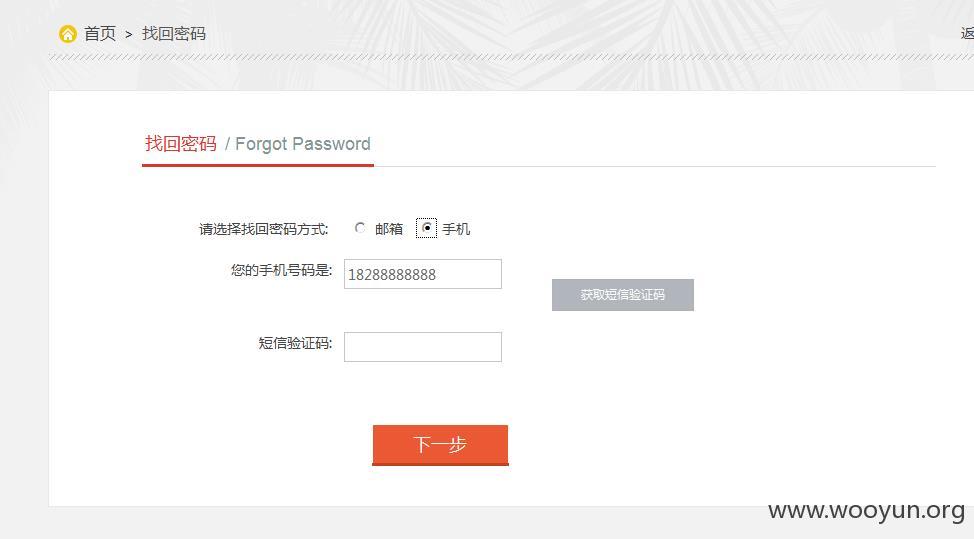 首页 > 找回密码
返
找回密码 / Forgot Password
请选择找回密码方式: 邮箱 手机
您的手机号码是: 18288888888
获取短信验证码
短信验证码:
下一步
www.wooyun.org